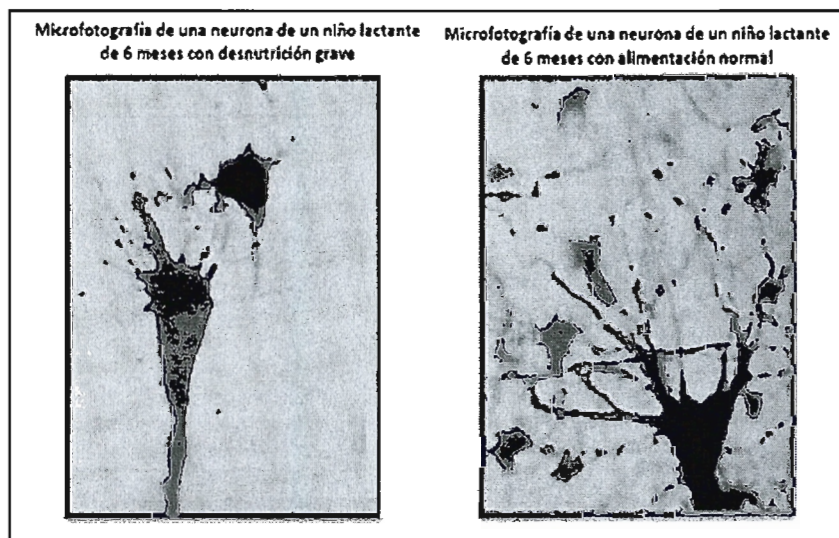 Microfotografía de una neurona de un niño lactante
de 6 meses con desnutrición grave
Microfotografía de una neurona de un niño lactante
de 6 meses con alimentación normal